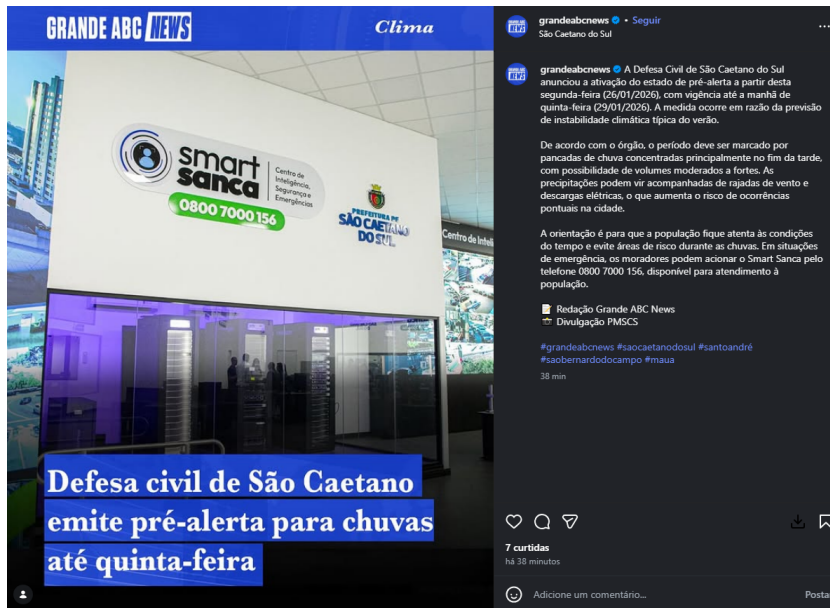 GRANDE ABC NEWS
Clima
smart
sanca
Centro de
Inteligência,
Segurança e
Emergências
0800 7000 156
PREFEITURA DE
SÃO CAETANO
DO SUL
Centro de Inteli
Defesa civil de São Caetano
emite pré-alerta para chuvas
até quinta-feira
grandeabcnews • Seguir
São Caetano do Sul
grandeabcnews A Defesa Civil de São Caetano do Sul
anunciou a ativação do estado de pré-alerta a partir desta
segunda-feira (26/01/2026), com vigência até a manhã de
quinta-feira (29/01/2026). A medida ocorre em razão da previsão
de instabilidade climática típica do verão.
De acordo com o órgão, o período deve ser marcado por
pancadas de chuva concentradas principalmente no fim da tarde,
com possibilidade de volumes moderados a fortes. As
precipitações podem vir acompanhadas de rajadas de vento e
descargas elétricas, o que aumenta o risco de ocorrências
pontuais na cidade.
A orientação é para que a população fique atenta às condições
do tempo e evite áreas de risco durante as chuvas. Em situações
de emergência, os moradores podem acionar o Smart Sanca pelo
telefone 0800 7000 156, disponível para atendimento à
população.
Redação Grande ABC News
Divulgação PMSCS
#grandeabcnews #saocaetanodosul #santoandré
#saobernardodocampo #maua
38 min
7 curtidas
há 38 minutos
Adicione um comentário...
Posta